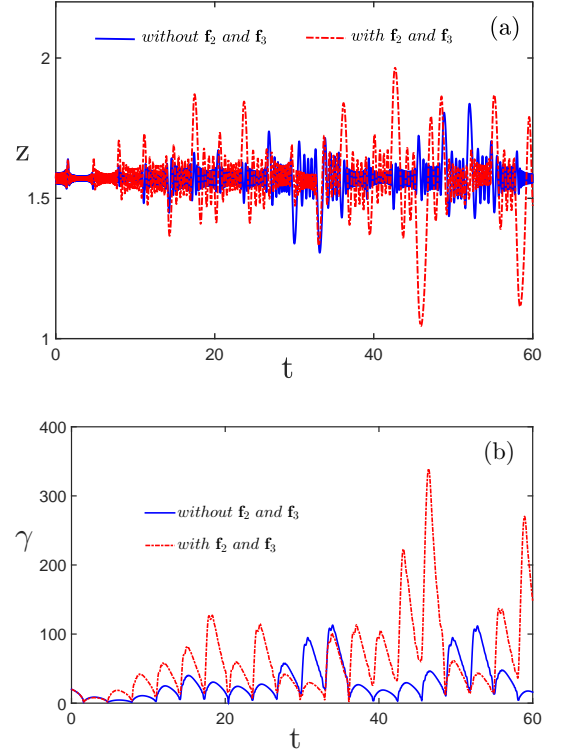 (a)
without f₂ and f₃
with f₂ and f₃
2
1.5
1
z
0 20 40 60
t
(b)
without f₂ and f₃
with f₂ and f₃
400
300
200
100
0
γ
0 20 40 60
t